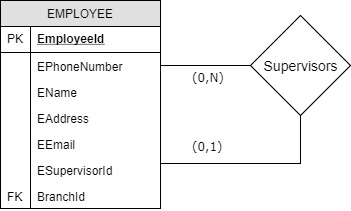 EMPLOYEE
PK EmployeeId
EPhoneNumber
EName
EAddress
EEmail
ESupervisorId
FK BranchId
(0,N)
Supervisors
(0,1)